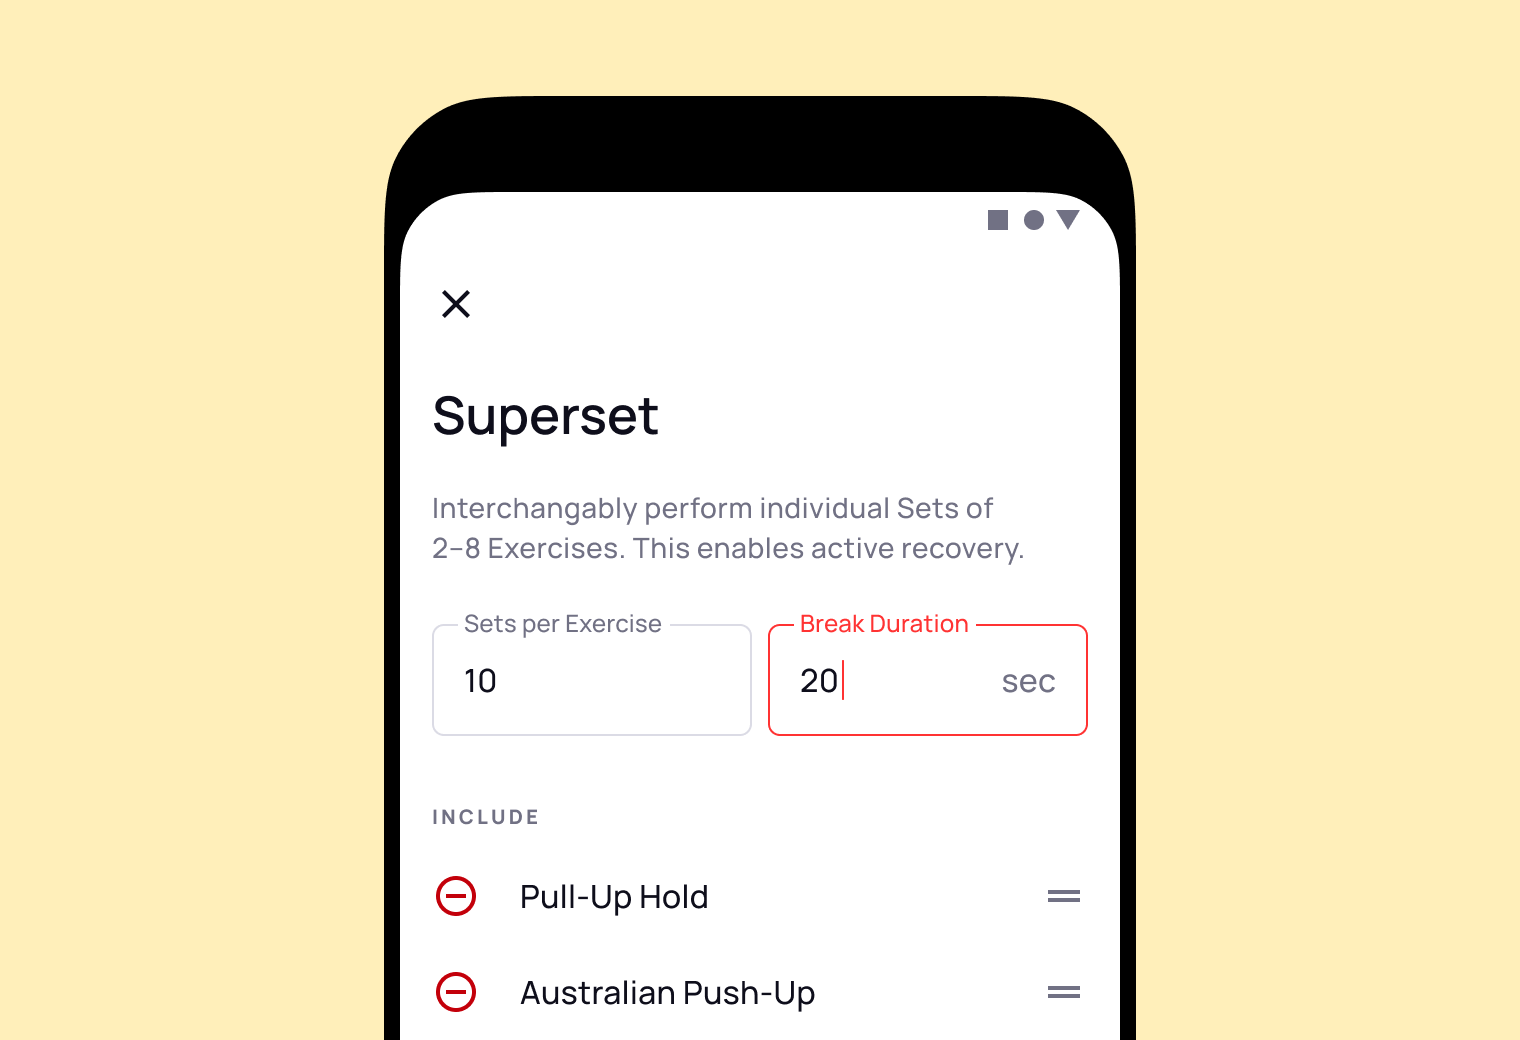 Superset
Interchangably perform individual Sets of
2–8 Exercises. This enables active recovery.
Sets per Exercise
10
Break Duration
20
sec
INCLUDE
Pull-Up Hold
Australian Push-Up